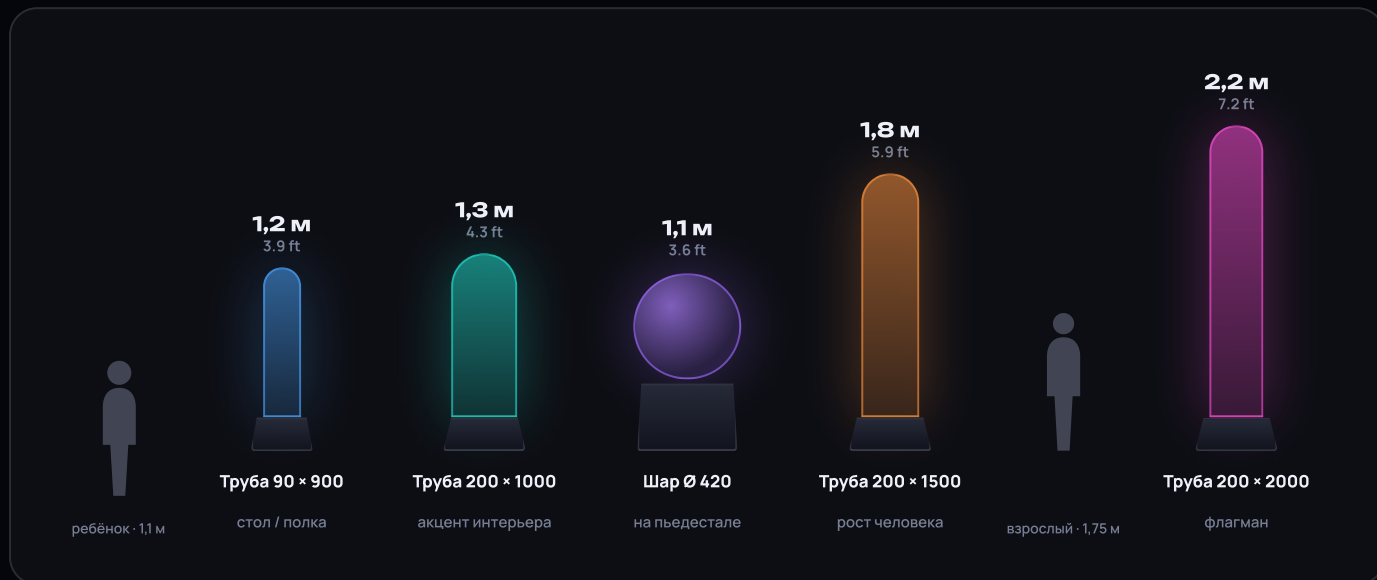 1,2 м
3.9 ft
1,3 м
4.3 ft
1,1 м
3.6 ft
1,8 м
5.9 ft
2,2 м
7.2 ft
Труба 90 × 900
Труба 200 × 1000
Шар Ø 420
Труба 200 × 1500
Труба 200 × 2000
ребёнок · 1,1 м
стол / полка
акцент интерьера
на пьедестале
рост человека
взрослый · 1,75 м
флагман